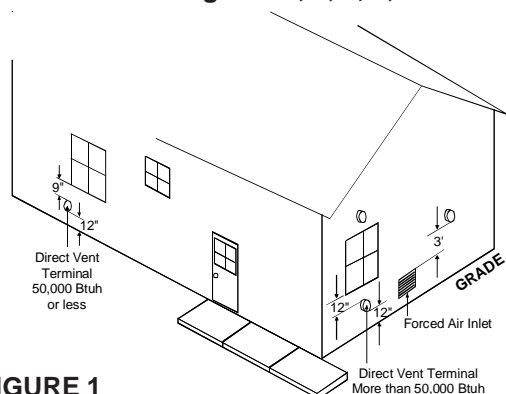 9"
12"
Direct Vent
Terminal
50,000 Btuh
or less
3'
GRADE
12"
12"
Forced Air Inlet
Direct Vent Terminal
More than 50,000 Btuh
IGURE 1